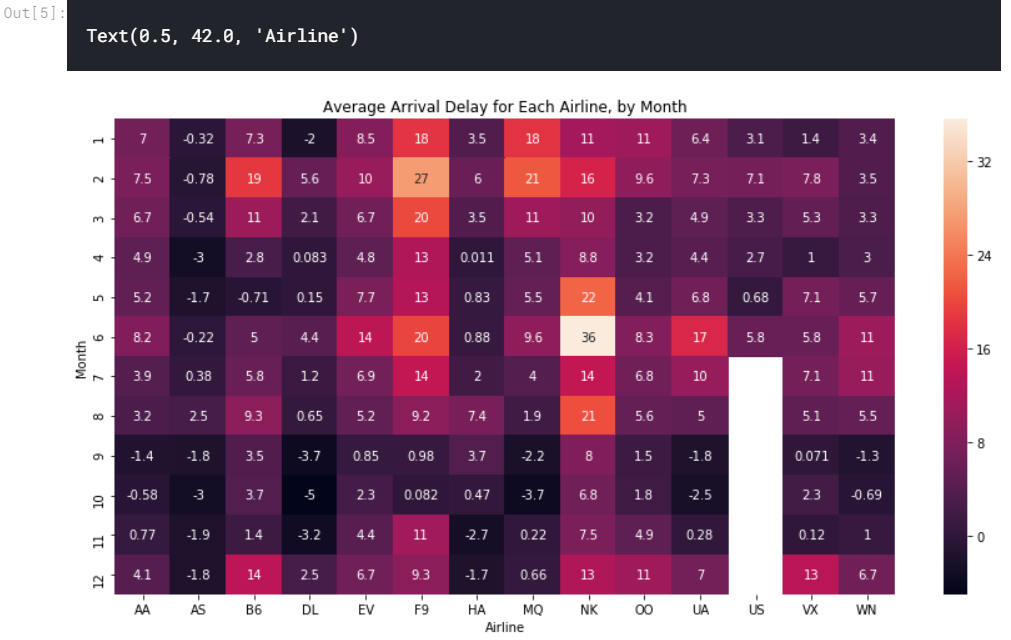 Out[5]:
Text(0.5, 42.0, 'Airline')
Average Arrival Delay for Each Airline, by Month
1 7 -0.32 7.3 -2 8.5 18 3.5 18 11 11 6.4 3.1 1.4 3.4
2 7.5 -0.78 19 5.6 10 27 6 21 16 9.6 7.3 7.1 7.8 3.5
3 6.7 -0.54 11 2.1 6.7 20 3.5 11 10 3.2 4.9 3.3 5.3 3.3
4 4.9 -3 2.8 0.083 4.8 13 0.011 5.1 8.8 3.2 4.4 2.7 1 3
5 5.2 -1.7 -0.71 0.15 7.7 13 0.83 5.5 22 4.1 6.8 0.68 7.1 5.7
6 8.2 -0.22 5 4.4 14 20 0.88 9.6 36 8.3 17 5.8 5.8 11
7 3.9 0.38 5.8 1.2 6.9 14 2 4 14 6.8 10 7.1 11
8 3.2 2.5 9.3 0.65 5.2 9.2 7.4 1.9 21 5.6 5 5.1 5.5
9 -1.4 -1.8 3.5 -3.7 0.85 0.98 3.7 -2.2 8 1.5 -1.8 0.071 -1.3
10 -0.58 -3 3.7 -5 2.3 0.082 0.47 -3.7 6.8 1.8 -2.5 2.3 -0.69
11 0.77 -1.9 1.4 -3.2 4.4 11 -2.7 0.22 7.5 4.9 0.28 0.12 1
12 4.1 -1.8 14 2.5 6.7 9.3 -1.7 0.66 13 11 7 13 6.7
AA AS B6 DL EV F9 HA MQ NK OO UA US VX WN
Airline
Month
32
24
16
8
0